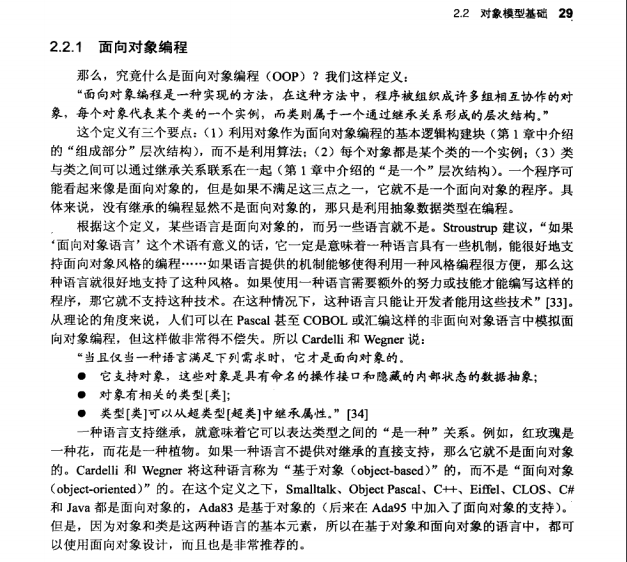 2.2 对象模型基础 29
2.2.1 面向对象编程
那么，究竟什么是面向对象编程（OOP）？我们这样定义：
“面向对象编程是一种实现的方法，在这种方法中，程序被组织成许多组相互协作的对
象，每个对象代表某个类的一个实例，而类则属于一个通过继承关系形成的层次结构。”
这个定义有三个要点：（1）利用对象作为面向对象编程的基本逻辑构建块（第 1 章中介绍
的“组成部分”层次结构），而不是利用算法；（2）每个对象都是某个类的一个实例；（3）类
与类之间可以通过继承关系联系在一起（第 1 章中介绍的“是一个”层次结构）。一个程序可
能看起来像是面向对象的，但是如果不满足这三点之一，它就不是一个面向对象的程序。具
体来说，没有继承的编程显然不是面向对象的，那只是利用抽象数据类型在编程。
根据这个定义，某些语言是面向对象的，而另一些语言就不是。Stroustrup 建议，“如果
‘面向对象语言’这个术语有意义的话，它一定是意味着一种语言具有一些机制，能很好地支
持面向对象风格的编程……如果语言提供的机制能够使得利用一种风格编程很方便，那么这
种语言就很好地支持了这种风格。如果使用一种语言需要额外的努力或技能才能编写这样的
程序，那它就不支持这种技术。在这种情况下，这种语言只能让开发者能用这些技术”[33]。
从理论的角度来说，人们可以在 Pascal 甚至 COBOL 或汇编这样的非面向对象语言中模拟面
向对象编程，但这样做非常得不偿失。所以 Cardelli 和 Wegner 说：
“当且仅当一种语言满足下列需求时，它才是面向对象的。
● 它支持对象，这些对象是具有命名的操作接口和隐藏的内部状态的数据抽象；
● 对象有相关的类型[类]；
● 类型[类]可以从超类型[超类]中继承属性。”[34]
一种语言支持继承，就意味着它可以表达类型之间的“是一种”关系。例如，红玫瑰是
一种花，而花是一种植物。如果一种语言不提供对继承的直接支持，那么它就不是面向对象
的。Cardelli 和 Wegner 将这种语言称为“基于对象（object-based）”的，而不是“面向对象
（object-oriented）”的。在这个定义之下，Smalltalk、Object Pascal、C++、Eiffel、CLOS、C#
和 Java 都是面向对象的，Ada83 是基于对象的（后来在 Ada95 中加入了面向对象的支持）。
但是，因为对象和类是这两种语言的基本元素，所以在基于对象和面向对象的语言中，都可
以使用面向对象设计，而且也是非常推荐的。